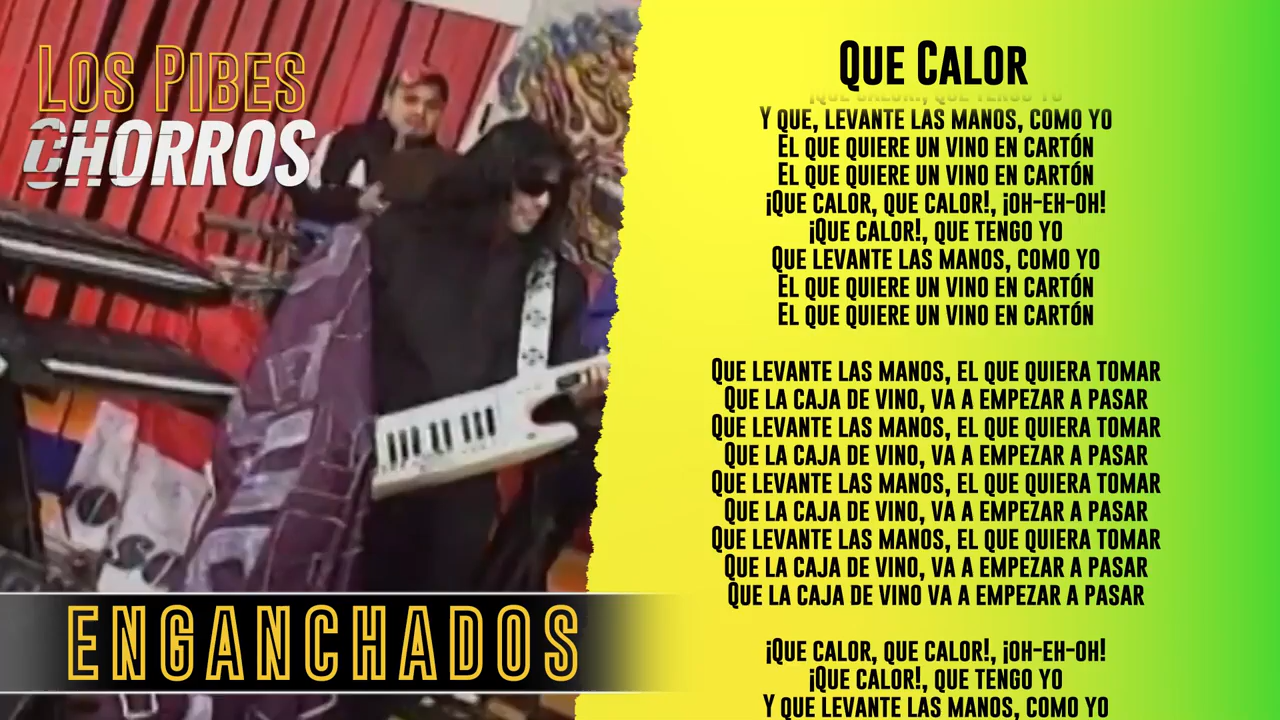 Los Pibes
CHORROS
ENGANCHADOS
Que Calor
¡Que calor!, que tengo yo
Y que, levante las manos, como yo
El que quiere un vino en cartón
El que quiere un vino en cartón
¡Que calor, que calor!, ¡oh-eh-oh!
¡Que calor!, que tengo yo
Que levante las manos, como yo
El que quiere un vino en cartón
El que quiere un vino en cartón
Que levante las manos, el que quiera tomar
Que la caja de vino, va a empezar a pasar
Que levante las manos, el que quiera tomar
Que la caja de vino, va a empezar a pasar
Que levante las manos, el que quiera tomar
Que la caja de vino, va a empezar a pasar
Que levante las manos, el que quiera tomar
Que la caja de vino, va a empezar a pasar
Que la caja de vino va a empezar a pasar
¡Que calor, que calor!, ¡oh-eh-oh!
¡Que calor!, que tengo yo
Y que levante las manos, como yo